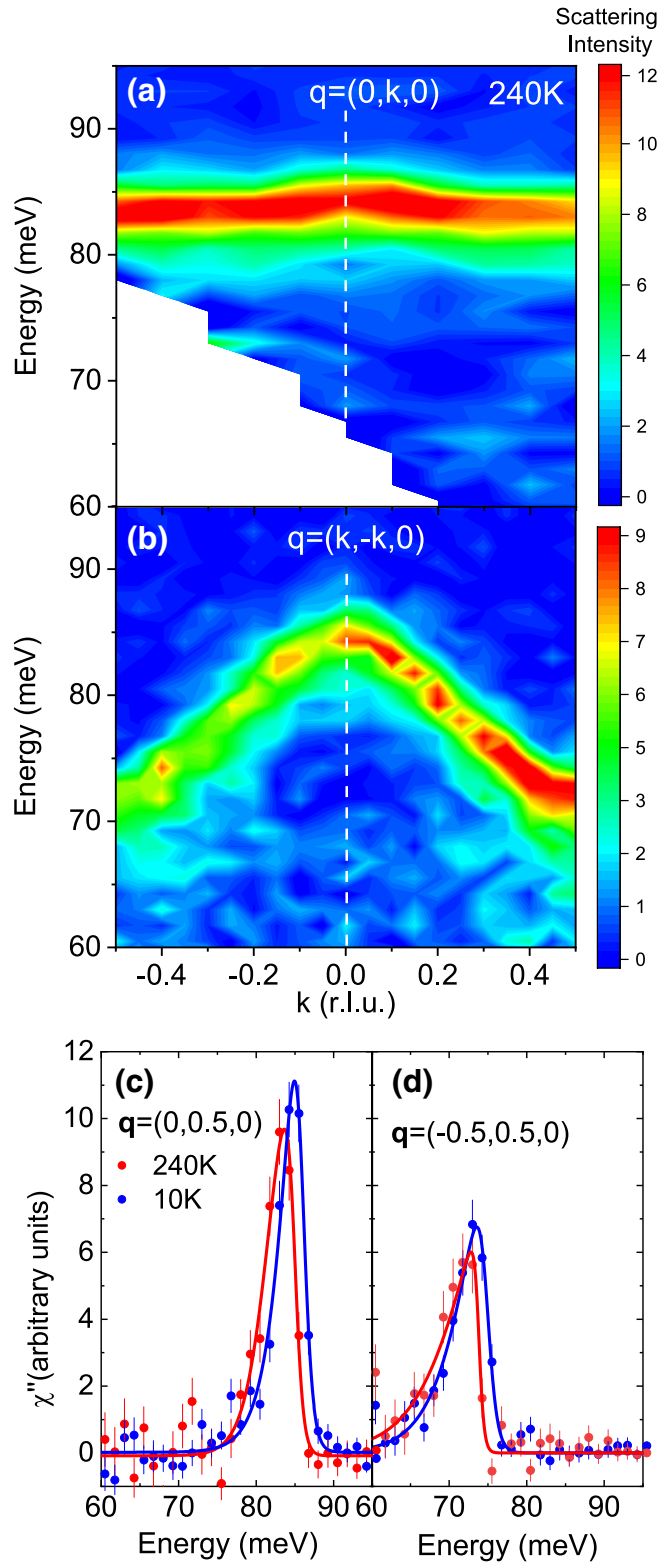 Scattering
Intensity
(a) q=(0,k,0) 240K
90
80
70
60
Energy (meV)
12
10
8
6
4
2
0
(b) q=(k,-k,0)
90
80
70
60
Energy (meV)
9
8
7
6
5
3
2
1
0
-0.4 -0.2 0.0 0.2 0.4
k (r.l.u.)
(c)
q=(0,0.5,0)
240K
10K
(d)
q=(-0.5,0.5,0)
12
10
8
6
4
2
0
χ''(arbitrary units)
60 70 80 90 60 70 80 90
Energy (meV) Energy (meV)